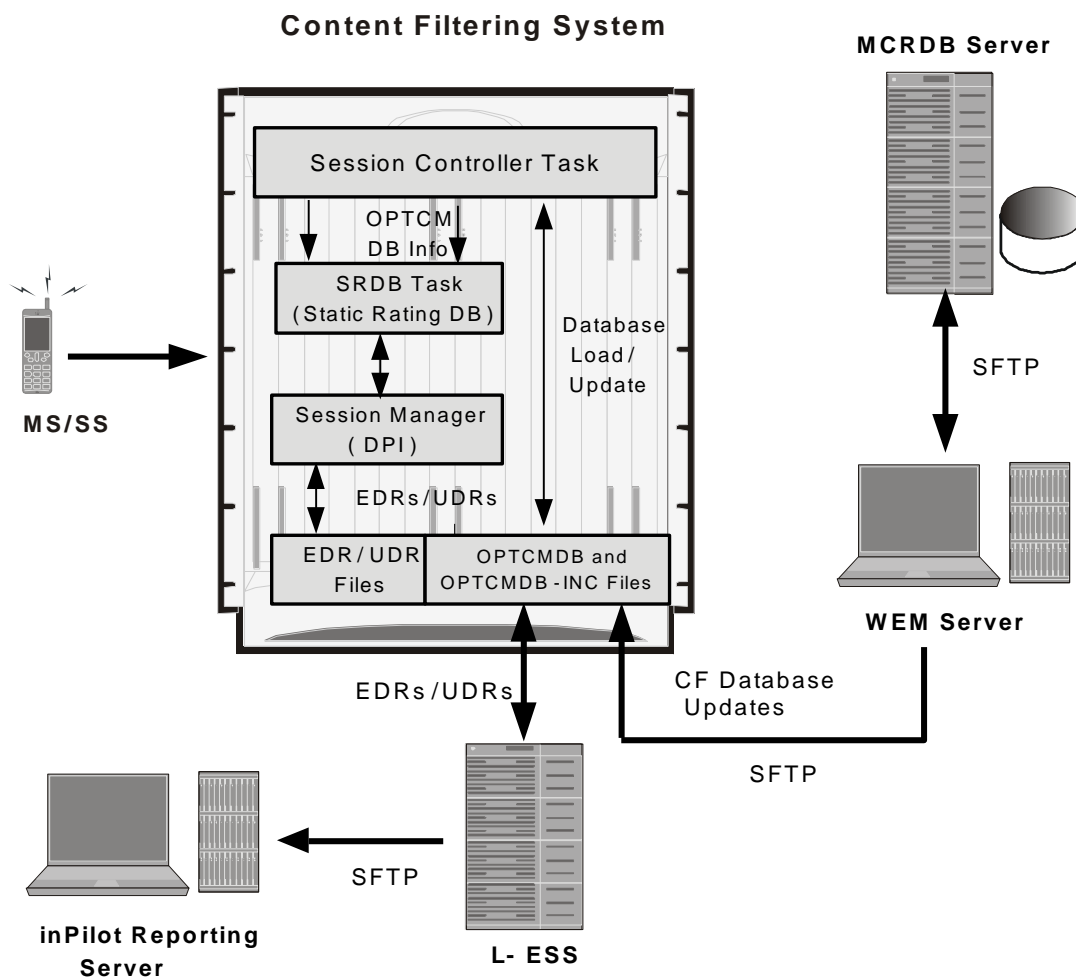 Content Filtering System
MCRDB Server
Session Controller Task
OPTCM
DB Info
SRDB Task
(Static Rating DB)
Database
Load/
Update
SFTP
MS/SS
Session Manager
(DPI)
EDRs/UDRs
EDR/UDR
Files
OPTCMDB and
OPTCMDB-INC Files
WEM Server
EDRs/UDRs
CF Database
Updates
SFTP
SFTP
inPilot Reporting
Server
L-ESS